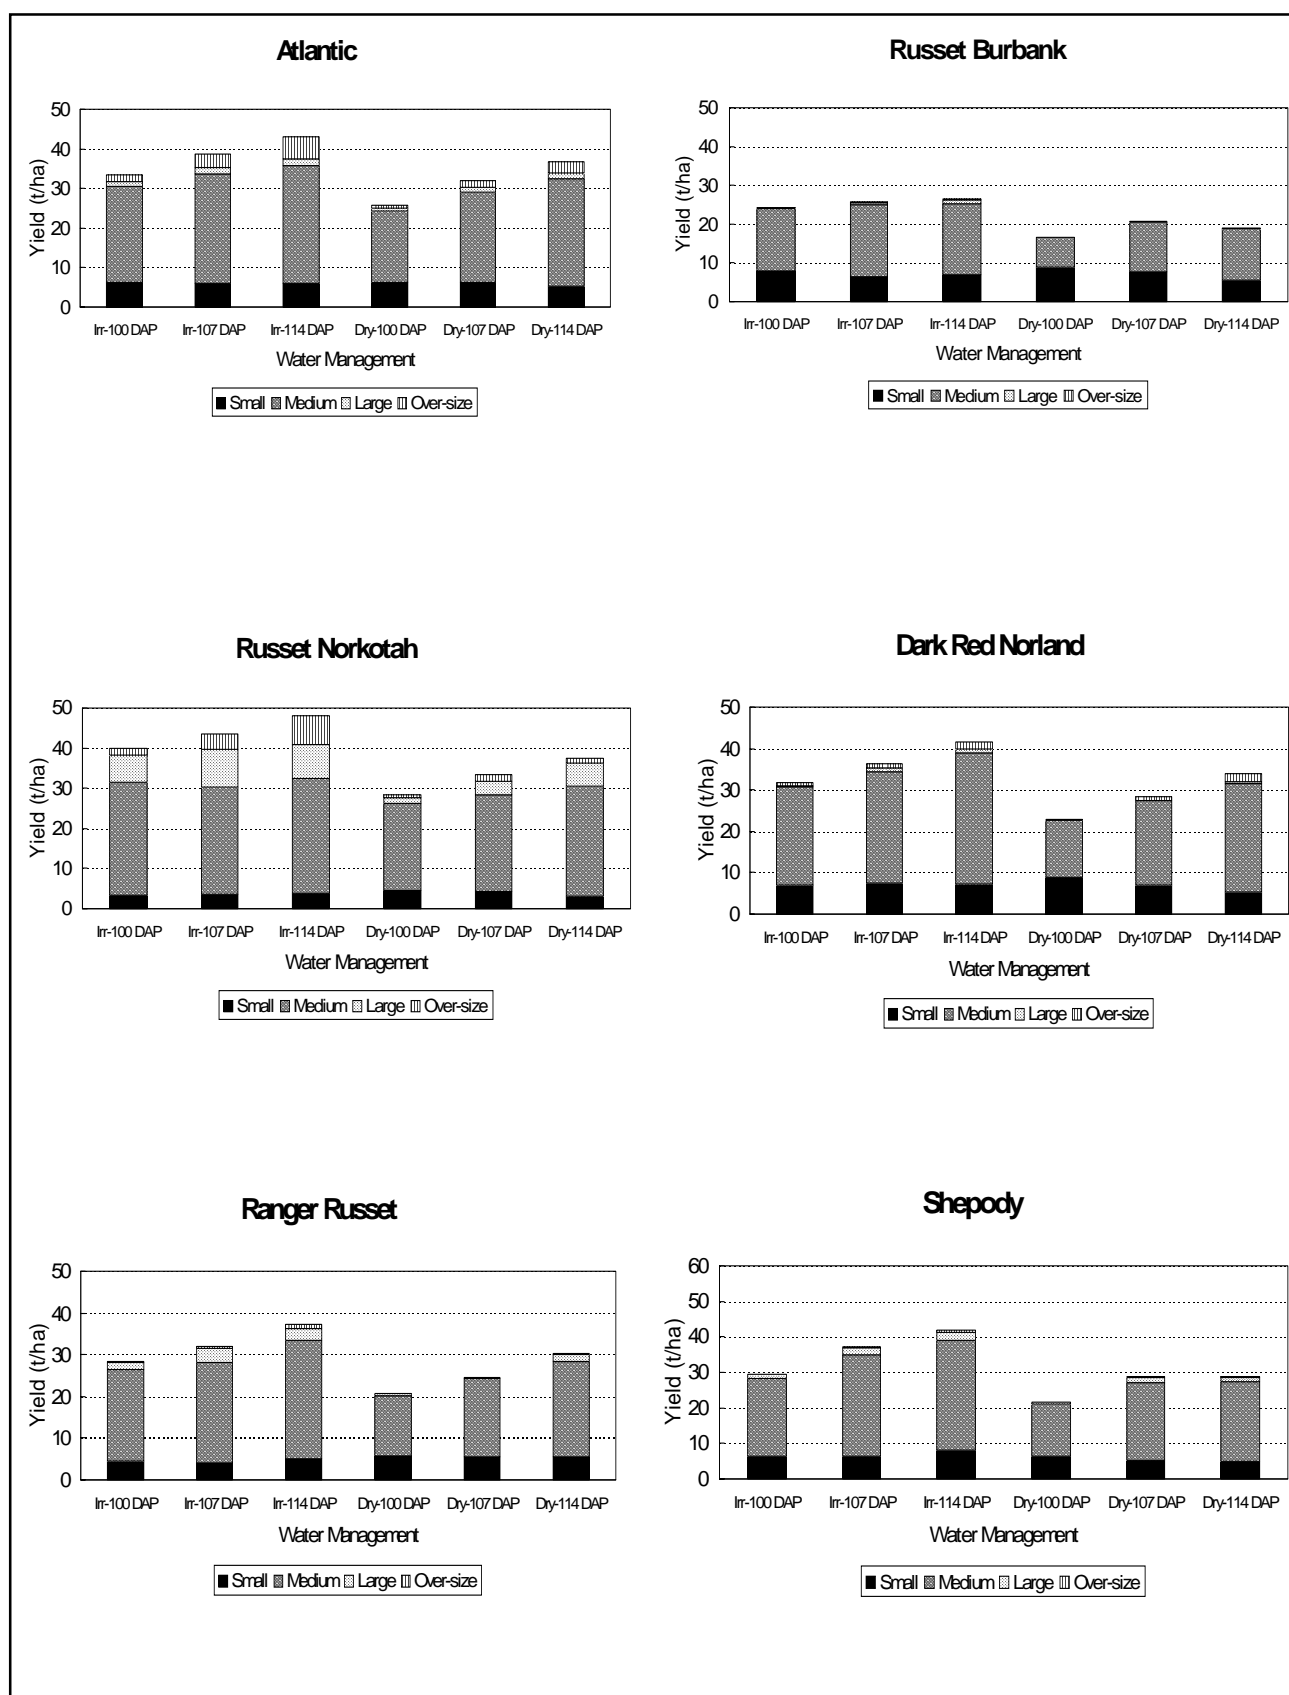 Atlantic
50
40
30
20
10
0
Yield (t/ha)
Irr-100 DAP Irr-107 DAP Irr-114 DAP Dry-100 DAP Dry-107 DAP Dry-114 DAP
Water Management
Small Medium Large Over-size
Russet Burbank
50
40
30
20
10
0
Yield (t/ha)
Irr-100 DAP Irr-107 DAP Irr-114 DAP Dry-100 DAP Dry-107 DAP Dry-114 DAP
Water Management
Small Medium Large Over-size
Russet Norkotah
50
40
30
20
10
0
Yield (t/ha)
Irr-100 DAP Irr-107 DAP Irr-114 DAP Dry-100 DAP Dry-107 DAP Dry-114 DAP
Water Management
Small Medium Large Over-size
Dark Red Norland
50
40
30
20
10
0
Yield (t/ha)
Irr-100 DAP Irr-107 DAP Irr-114 DAP Dry-100 DAP Dry-107 DAP Dry-114 DAP
Water Management
Small Medium Large Over-size
Ranger Russet
50
40
30
20
10
0
Yield (t/ha)
Irr-100 DAP Irr-107 DAP Irr-114 DAP Dry-100 DAP Dry-107 DAP Dry-114 DAP
Water Management
Small Medium Large Over-size
Shepody
60
50
40
30
20
10
0
Yield (t/ha)
Irr-100 DAP Irr-107 DAP Irr-114 DAP Dry-100 DAP Dry-107 DAP Dry-114 DAP
Water Management
Small Medium Large Over-size